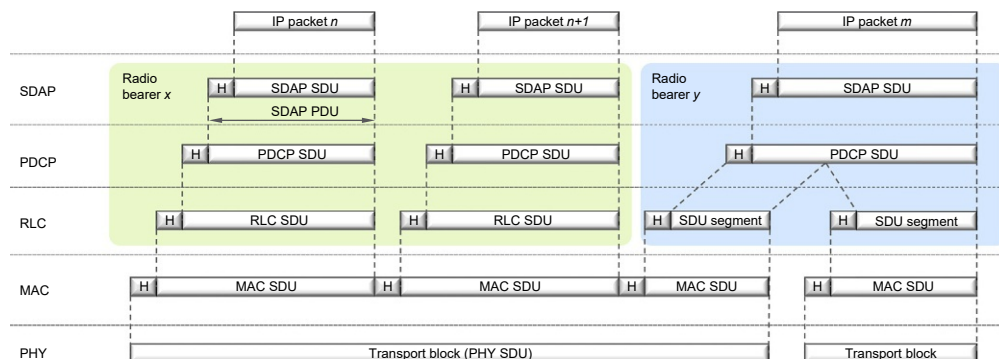 IP packet n
IP packet n+1
IP packet m
Radio
bearer x
Radio
bearer y
SDAP
H
SDAP SDU
H
SDAP SDU
H
SDAP SDU
SDAP PDU
PDCP
H
PDCP SDU
H
PDCP SDU
H
PDCP SDU
RLC
H
RLC SDU
H
RLC SDU
H
SDU segment
H
SDU segment
MAC
H
MAC SDU
H
MAC SDU
H
MAC SDU
H
MAC SDU
PHY
Transport block (PHY SDU)
Transport block